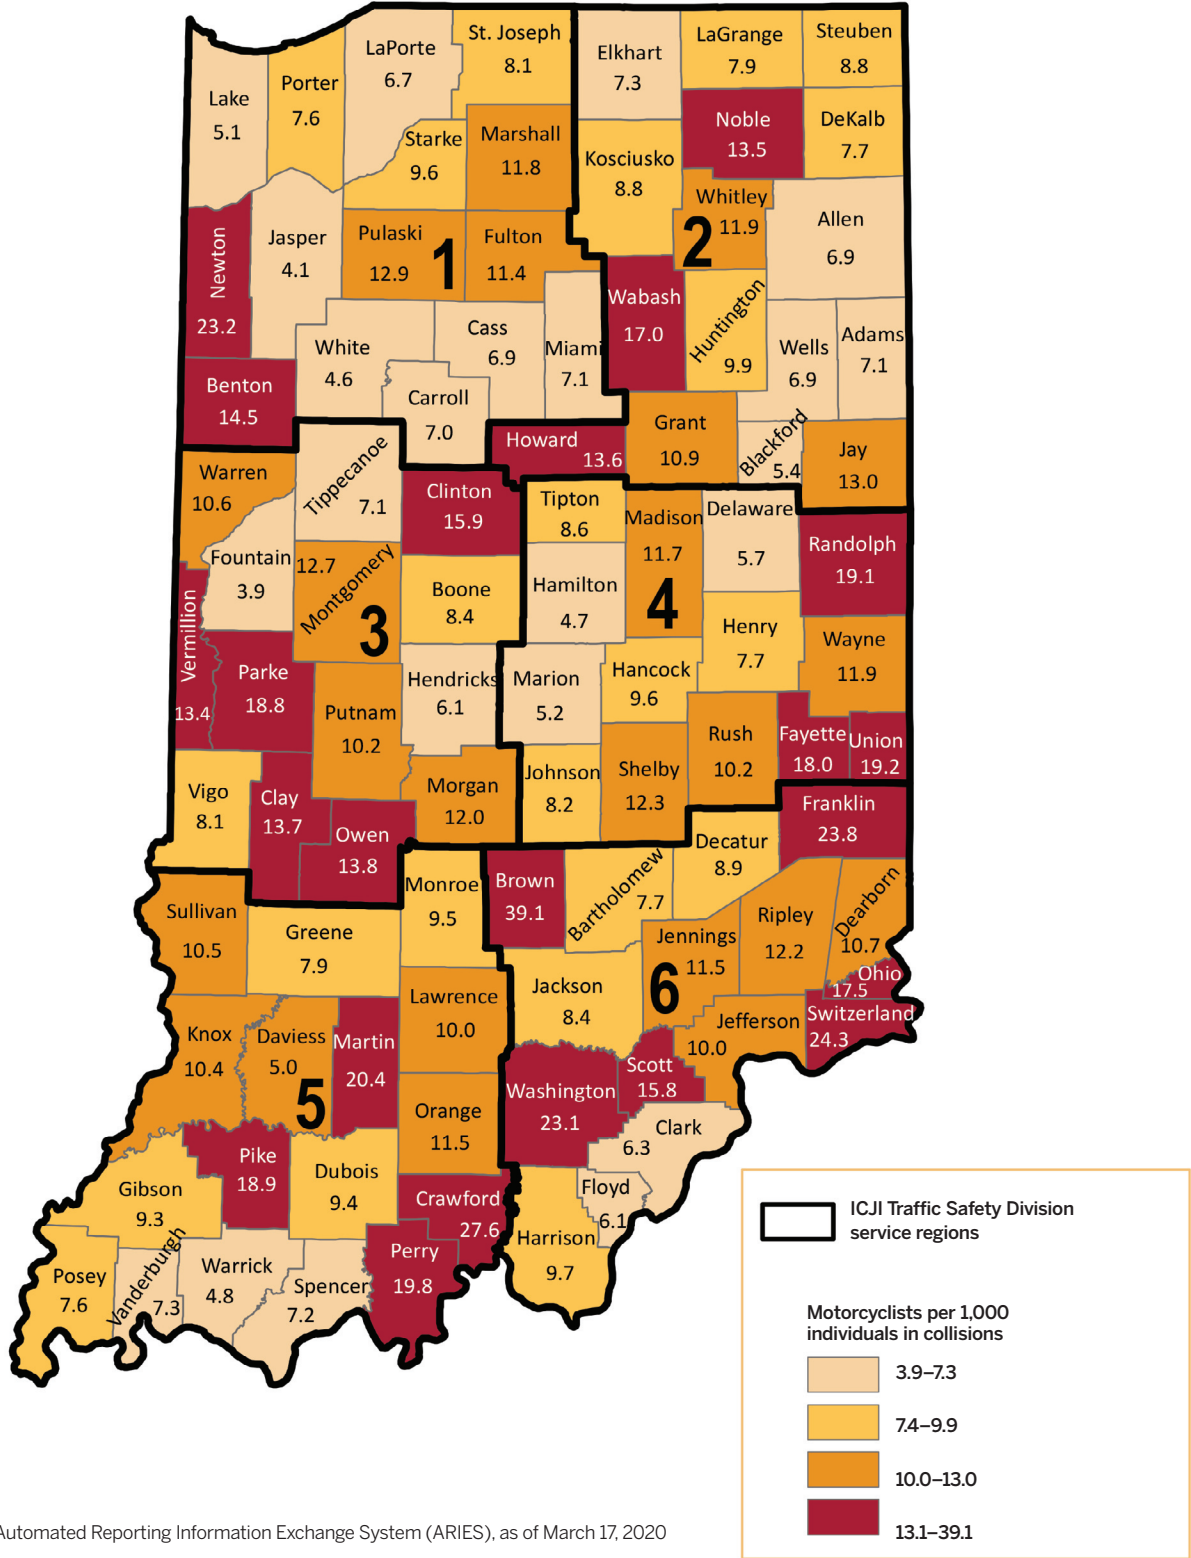 LaPorte
6.7
St. Joseph
8.1
Elkhart
7.3
LaGrange
7.9
Steuben
8.8
Lake
5.1
Porter
7.6
Starke
9.6
Marshall
11.8
Kosciusko
8.8
Noble
13.5
DeKalb
7.7
Whitley
11.9
2
Allen
6.9
Newton
23.2
Jasper
4.1
Pulaski
12.9
1
Fulton
11.4
Wabash
17.0
Huntington
9.9
Wells
6.9
Adams
7.1
White
4.6
Cass
6.9
Miami
7.1
Benton
14.5
Carroll
7.0
Howard
13.6
Grant
10.9
Blackford
5.4
Jay
13.0
Warren
10.6
Tippecanoe
7.1
Clinton
15.9
Tipton
8.6
Madison
11.7
4
Delaware
5.7
Randolph
19.1
Fountain
3.9
12.7
Montgomery
3
Boone
8.4
Hamilton
4.7
Henry
7.7
Wayne
11.9
Vermillion
13.4
Parke
18.8
Putnam
10.2
Hendricks
6.1
Marion
5.2
Hancock
9.6
Rush
10.2
Fayette
18.0
Union
19.2
Vigo
8.1
Clay
13.7
Owen
13.8
Morgan
12.0
Johnson
8.2
Shelby
12.3
Franklin
23.8
Decatur
8.9
Sullivan
10.5
Greene
7.9
Monroe
9.5
Brown
39.1
Bartholomew
7.7
Jennings
11.5
6
Ripley
12.2
Dearborn
10.7
Ohio
17.5
Switzerland
24.3
Lawrence
10.0
Jackson
8.4
Jefferson
10.0
Knox
10.4
Daviess
5.0
5
Martin
20.4
Washington
23.1
Scott
15.8
Orange
11.5
Clark
6.3
Pike
18.9
Dubois
9.4
Crawford
27.6
Floyd
6.1
Harrison
9.7
Gibson
9.3
Posey
7.6
Vanderburgh
7.3
Warrick
4.8
Spencer
7.2
Perry
19.8
ICJI Traffic Safety Division
service regions
Motorcyclists per 1,000
individuals in collisions
3.9–7.3
7.4–9.9
10.0–13.0
13.1–39.1
Automated Reporting Information Exchange System (ARIES), as of March 17, 2020